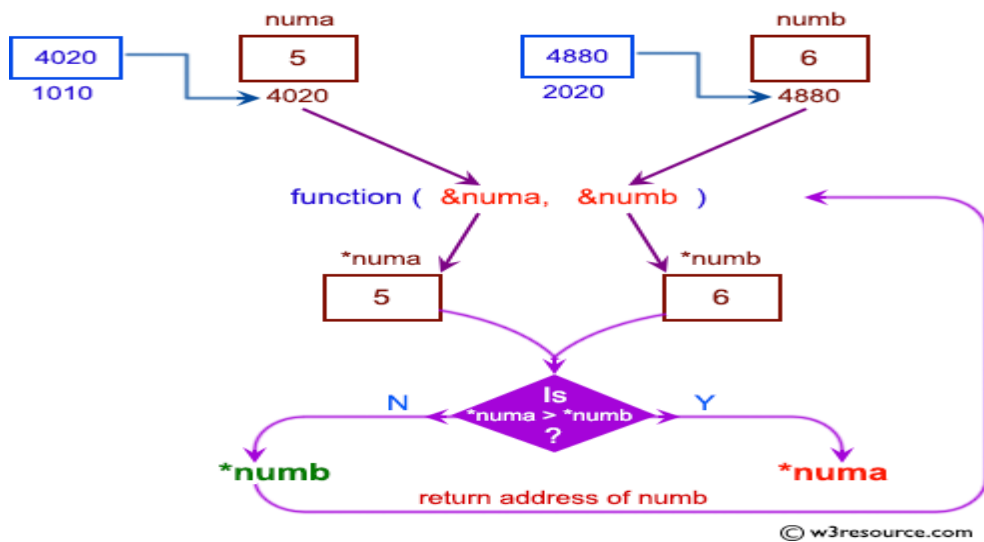 numa
numb
4020
5
4880
6
1010
4020
2020
4880
function ( &numa, &numb )
*numa
*numb
5
6
N
Is
*numa > *numb
?
Y
*numb
*numa
return address of numb
© w3resource.com